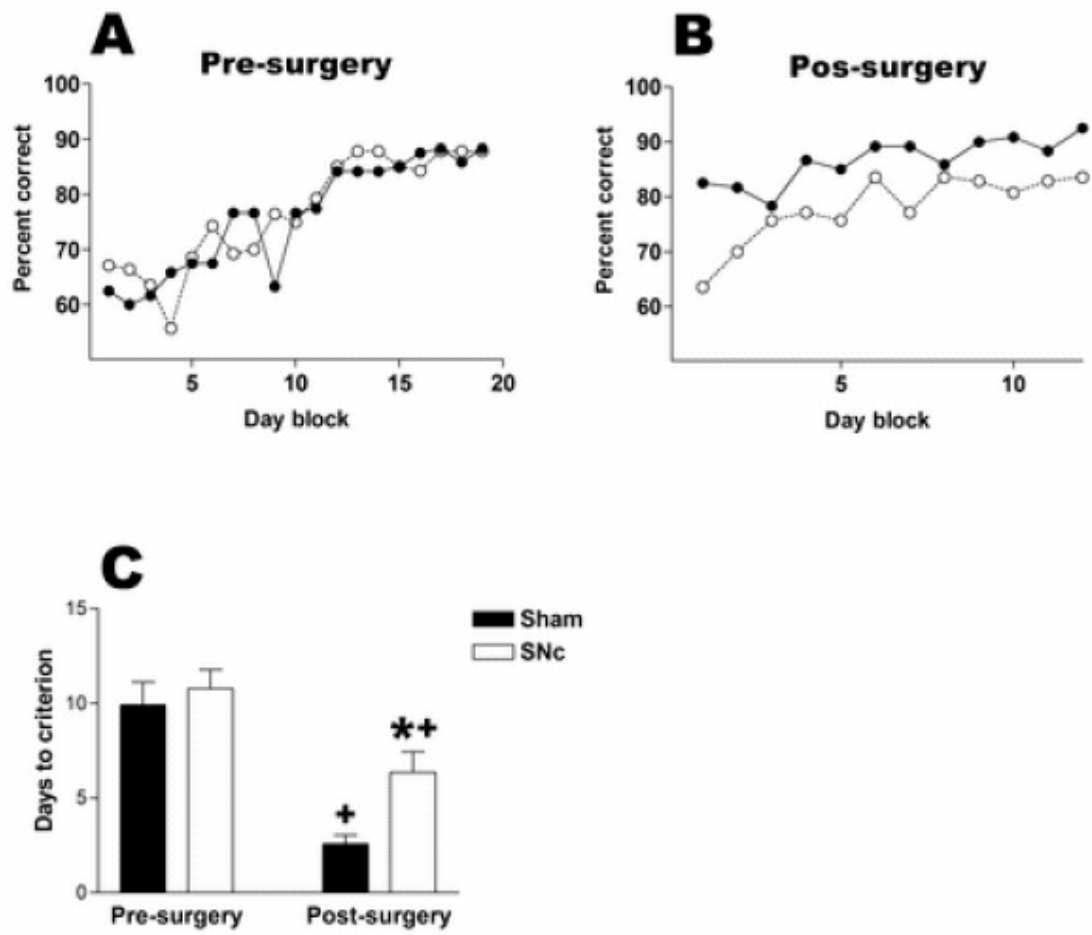 A
Pre-surgery
100
90
80
70
60
Percent correct
5 10 15 20
Day block
B
Pos-surgery
100
90
80
70
60
Percent correct
5 10
Day block
C
15
10
5
0
Days to criterion
*+
+
Pre-surgery Post-surgery
Sham
SNc